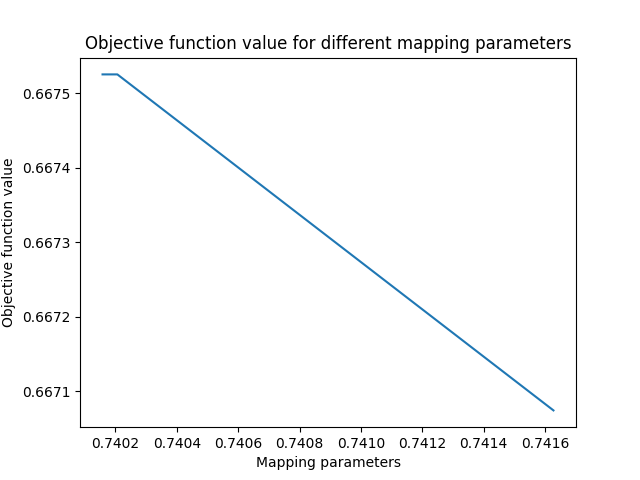 Objective function value for different mapping parameters
Objective function value
0.6675
0.6674
0.6673
0.6672
0.6671
0.7402 0.7404 0.7406 0.7408 0.7410 0.7412 0.7414 0.7416
Mapping parameters